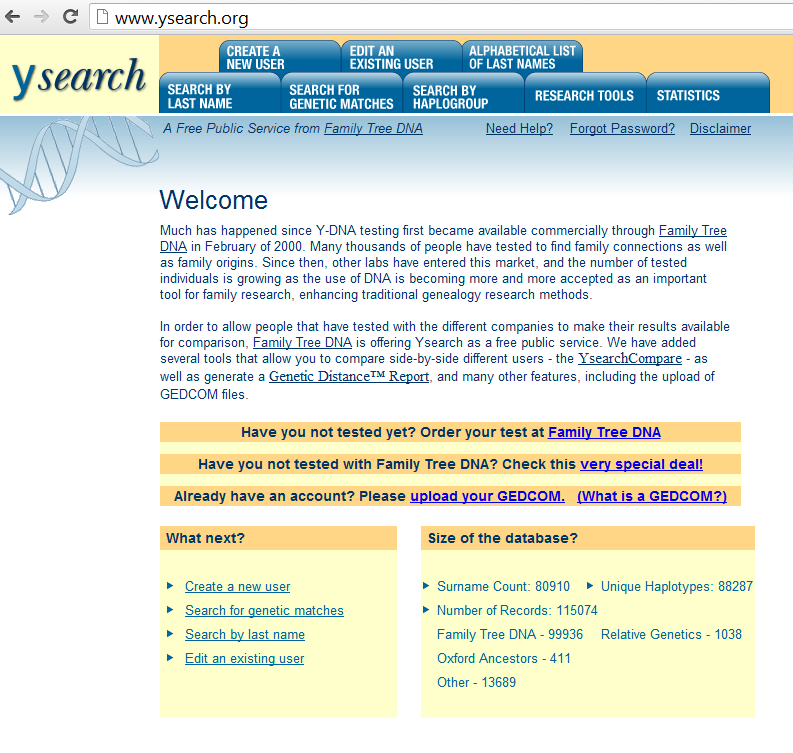 www.ysearch.org
ysearch
CREATE A NEW USER
EDIT AN EXISTING USER
ALPHABETICAL LIST OF LAST NAMES
SEARCH BY LAST NAME
SEARCH FOR GENETIC MATCHES
SEARCH BY HAPLOGROUP
RESEARCH TOOLS
STATISTICS
A Free Public Service from Family Tree DNA
Need Help? Forgot Password? Disclaimer
Welcome
Much has happened since Y-DNA testing first became available commercially through Family Tree
DNA in February of 2000. Many thousands of people have tested to find family connections as well
as family origins. Since then, other labs have entered this market, and the number of tested
individuals is growing as the use of DNA is becoming more and more accepted as an important
tool for family research, enhancing traditional genealogy research methods.
In order to allow people that have tested with the different companies to make their results available
for comparison, Family Tree DNA is offering Ysearch as a free public service. We have added
several tools that allow you to compare side-by-side different users - the YsearchCompare - as
well as generate a Genetic Distance™ Report, and many other features, including the upload of
GEDCOM files.
Have you not tested yet? Order your test at Family Tree DNA
Have you not tested with Family Tree DNA? Check this very special deal!
Already have an account? Please upload your GEDCOM. (What is a GEDCOM?)
What next?
Create a new user
Search for genetic matches
Search by last name
Edit an existing user
Size of the database?
Surname Count: 80910 Unique Haplotypes: 88287
Number of Records: 115074
Family Tree DNA - 99936 Relative Genetics - 1038
Oxford Ancestors - 411
Other - 13689